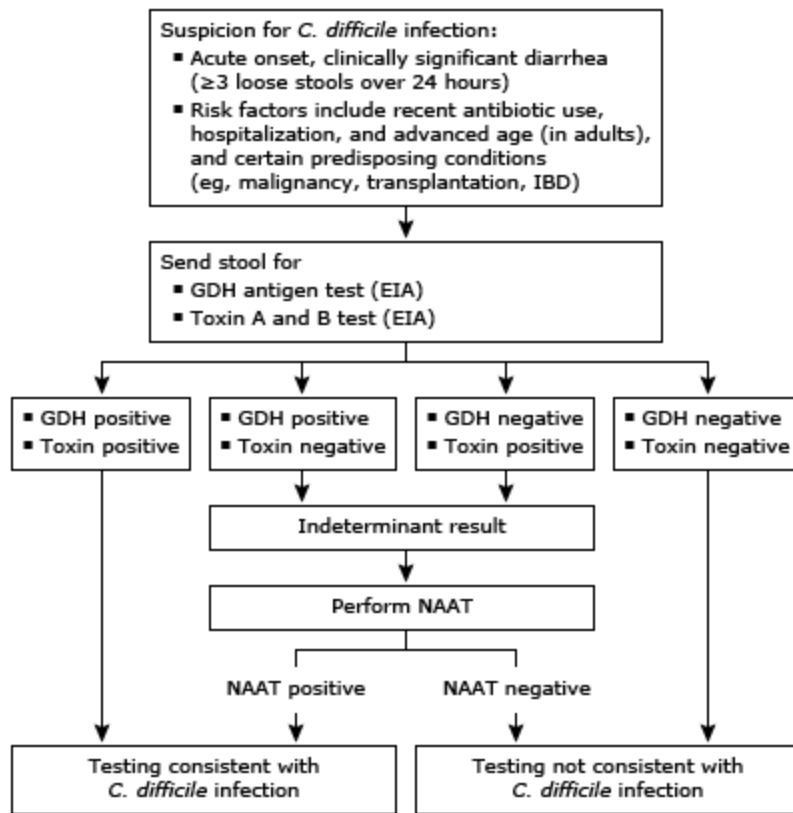 Suspicion for C. difficile infection:
▪ Acute onset, clinically significant diarrhea
(≥3 loose stools over 24 hours)
▪ Risk factors include recent antibiotic use,
hospitalization, and advanced age (in adults),
and certain predisposing conditions
(eg, malignancy, transplantation, IBD)
Send stool for
▪ GDH antigen test (EIA)
▪ Toxin A and B test (EIA)
▪ GDH positive
▪ Toxin positive
▪ GDH positive
▪ Toxin negative
▪ GDH negative
▪ Toxin positive
▪ GDH negative
▪ Toxin negative
Indeterminant result
Perform NAAT
NAAT positive
NAAT negative
Testing consistent with
C. difficile infection
Testing not consistent with
C. difficile infection